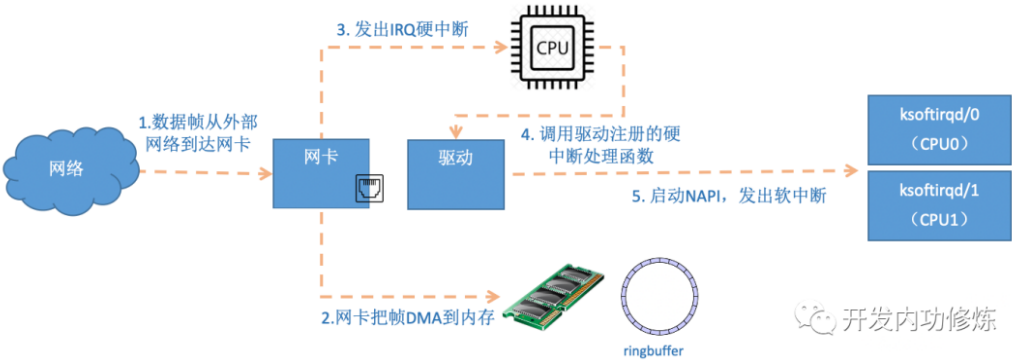 3. 发出IRQ硬中断
CPU
1.数据帧从外部
网络到达网卡
网络
网卡
驱动
4. 调用驱动注册的硬
中断处理函数
ksoftirqd/0
（CPU0）
5. 启动NAPI，发出软中断
ksoftirqd/1
（CPU1）
2.网卡把帧DMA到内存
ringbuffer
开发内功修炼